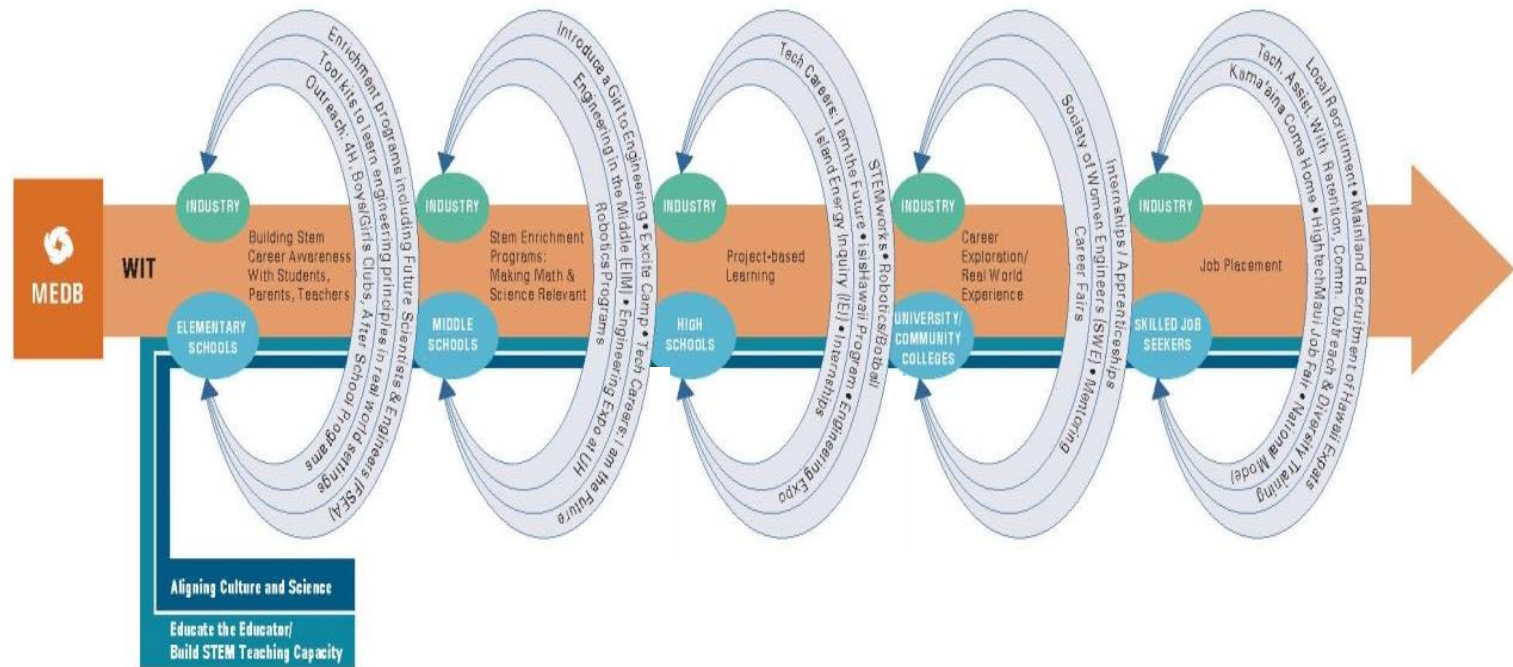 MEDB
WIT
INDUSTRY
Building Stem
Career Awareness
With Students,
Parents, Teachers
ELEMENTARY
SCHOOLS
Enrichment programs including Future Scientists & Engineers (FSEA)
Tool kits to learn engineering principles in real world settings
Outreach: 4H, Boys/Girls Clubs, After School Programs
INDUSTRY
Stem Enrichment
Programs:
Making Math &
Science Relevant
MIDDLE
SCHOOLS
Introduce a Girl to Engineering • Excite Camp • Tech Careers: I am the Future
Engineering in the Middle (EIM) • Engineering Expo at UH
Robotics Programs
INDUSTRY
Project-based
Learning
HIGH
SCHOOLS
STEMworks • Robotics/Botball
Tech Careers: I am the Future • isisHawaii Program • Engineering Expo
Island Energy Inquiry (IEI) • Internships
INDUSTRY
Career
Exploration/
Real World
Experience
UNIVERSITY/
COMMUNITY
COLLEGES
Internships / Apprenticeships
Society of Women Engineers (SWE) • Mentoring
Career Fairs
INDUSTRY
Job Placement
SKILLED JOB
SEEKERS
Local Recruitment • Mainland Recruitment of Hawaii Expats
Tech. Assist. With Retention, Comm. Outreach & Diversity Training
Kama'aina Come Home • HightechMaui Job Fair • National Model
Aligning Culture and Science
Educate the Educator/
Build STEM Teaching Capacity